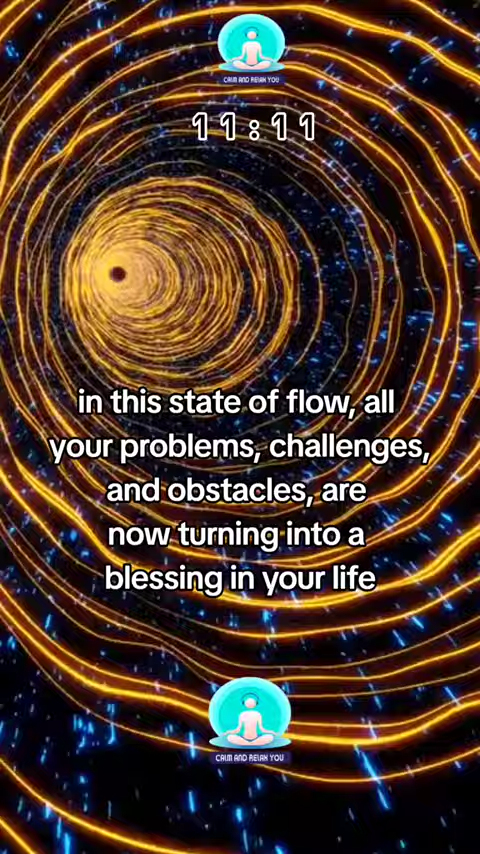 CALM AND RELAX YOU
11:11
in this state of flow, all
your problems, challenges,
and obstacles, are
now turning into a
blessing in your life
CALM AND RELAX YOU